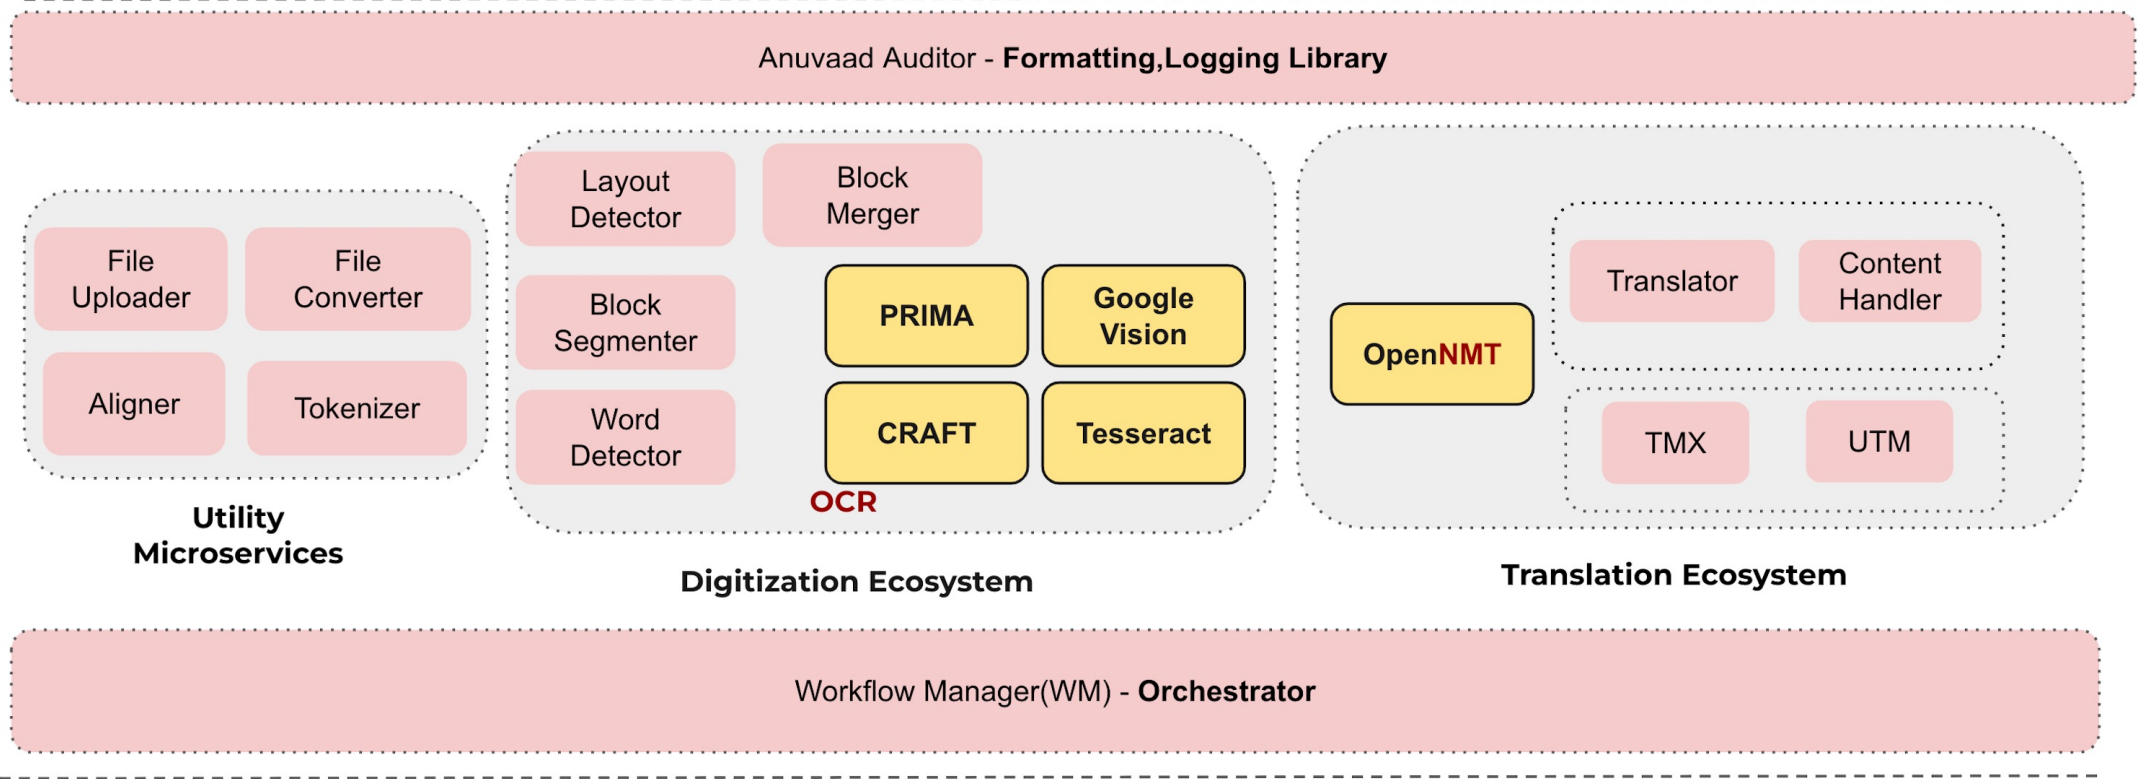 Anuvaad Auditor - Formatting,Logging Library
File
Uploader
File
Converter
Aligner
Tokenizer
Utility
Microservices
Layout
Detector
Block
Merger
Block
Segmenter
Word
Detector
PRIMA
Google
Vision
CRAFT
Tesseract
OCR
Digitization Ecosystem
OpenNMT
Translator
Content
Handler
TMX
UTM
Translation Ecosystem
Workflow Manager(WM) - Orchestrator